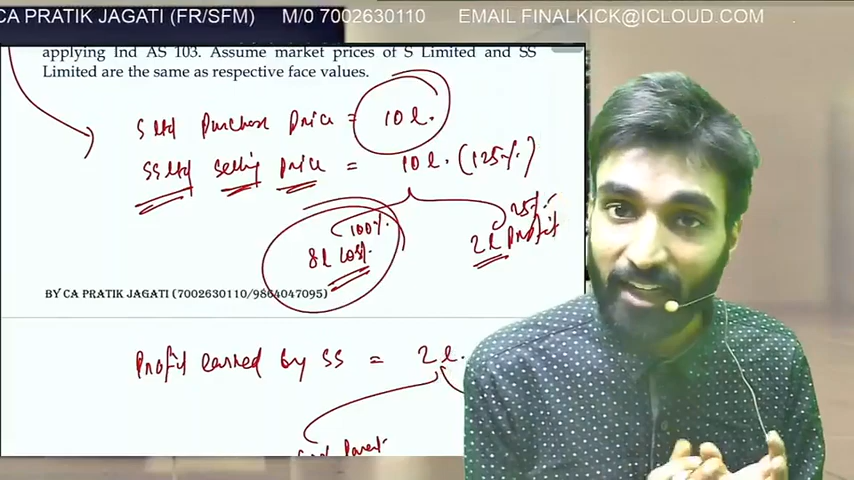 CA PRATIK JAGATI (FR/SFM) M/0 7002630110 EMAIL FINALKICK@ICLOUD.COM
applying Ind AS 103. Assume market prices of S Limited and SS
Limited are the same as respective face values.
S Ltd Purchase Price = 10 l.
SS Ltd Selling Price = 10 l. (125%)
100% 25%
8 l Cost. 2 l Profit
BY CA PRATIK JAGATI (7002630110/9864047095)
Profit earned by SS = 2 l.
Parent